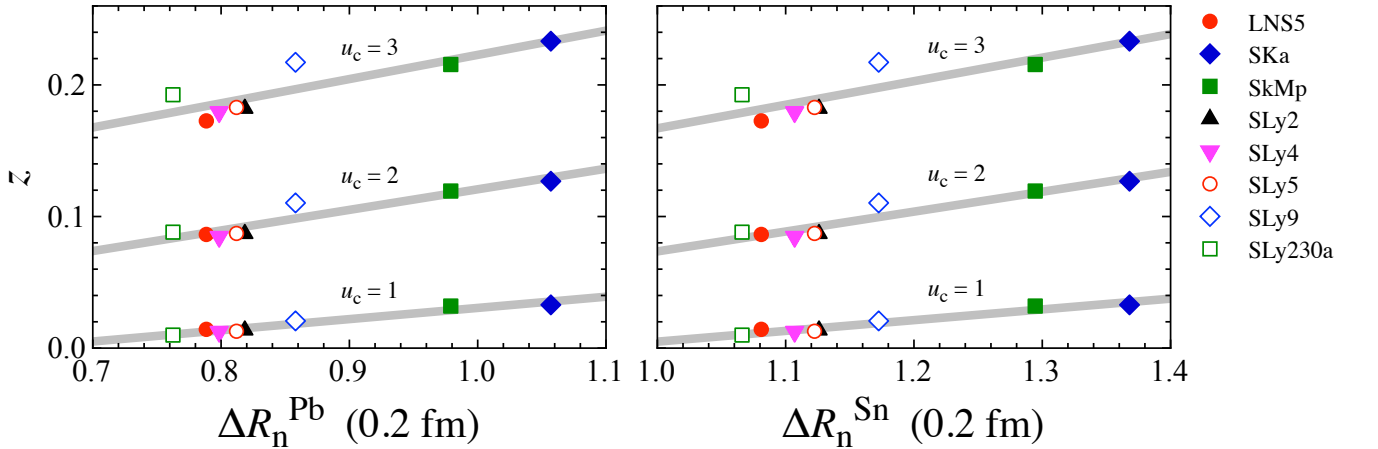 z
0.2
0.1
0.0
u_c = 3
u_c = 2
u_c = 1
0.7 0.8 0.9 1.0 1.1
ΔR_n^Pb (0.2 fm)
u_c = 3
u_c = 2
u_c = 1
1.0 1.1 1.2 1.3 1.4
ΔR_n^Sn (0.2 fm)
LNS5
SKa
SkMp
SLy2
SLy4
SLy5
SLy9
SLy230a